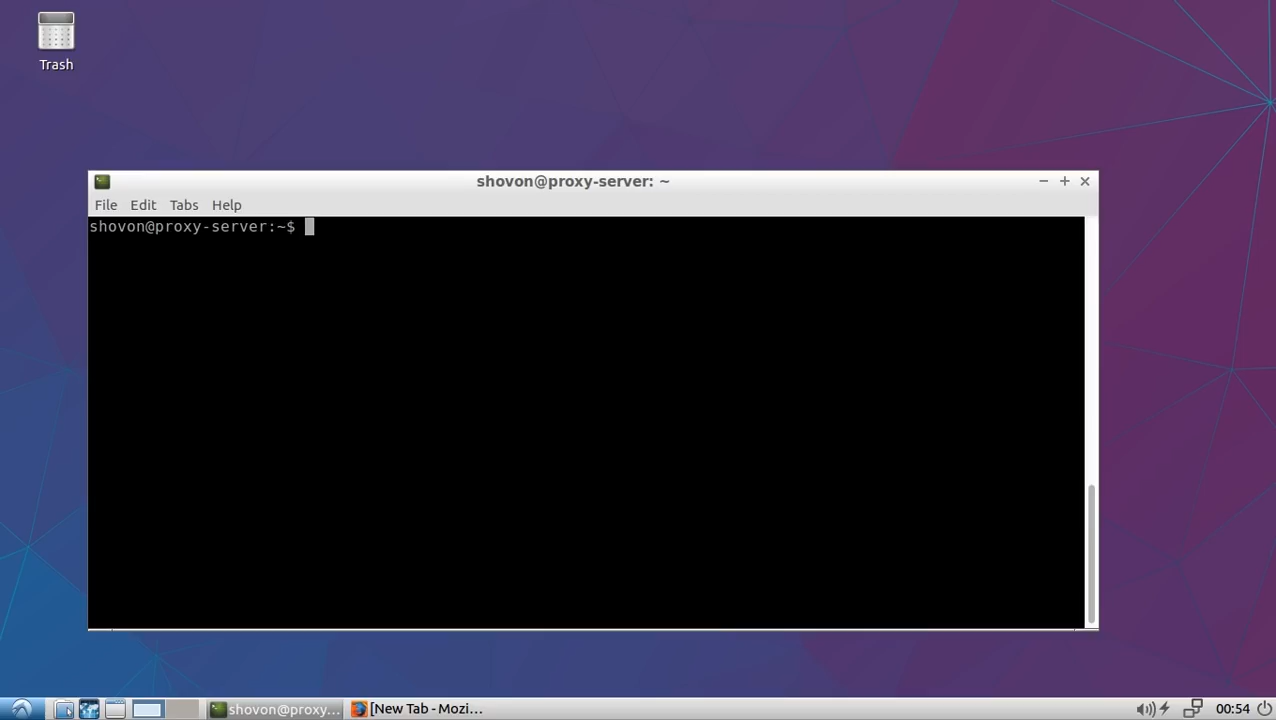 Trash
shovon@proxy-server: ~
File Edit Tabs Help
shovon@proxy-server:~$
shovon@proxy... [New Tab - Mozi... 00:54